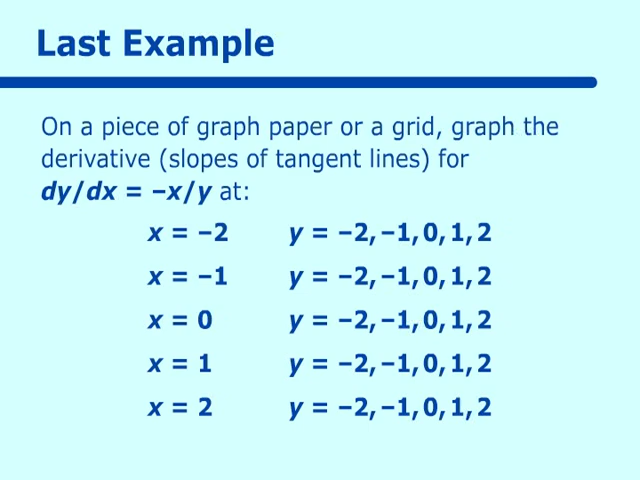 Last Example
On a piece of graph paper or a grid, graph the
derivative (slopes of tangent lines) for
dy/dx = –x/y at:
x = –2 y = –2, –1, 0, 1, 2
x = –1 y = –2, –1, 0, 1, 2
x = 0 y = –2, –1, 0, 1, 2
x = 1 y = –2, –1, 0, 1, 2
x = 2 y = –2, –1, 0, 1, 2